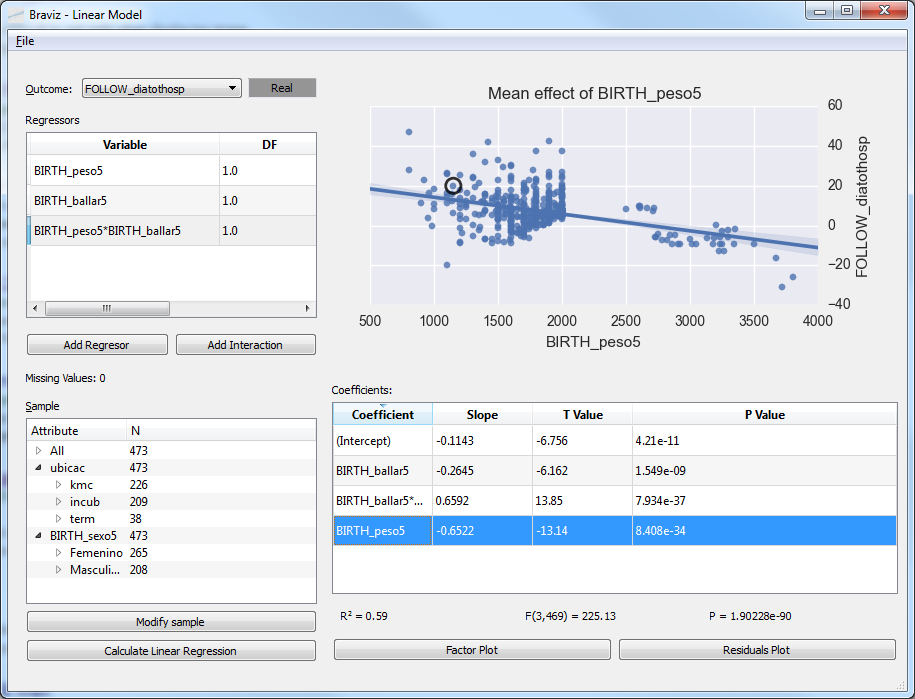 Braviz - Linear Model
File
Outcome: FOLLOW_diatothosp Real
Regressors
Variable DF
BIRTH_peso5 1.0
BIRTH_ballar5 1.0
BIRTH_peso5*BIRTH_ballar5 1.0
Add Regresor Add Interaction
Missing Values: 0
Sample
Attribute N
All 473
ubicac 473
kmc 226
incub 209
term 38
BIRTH_sexo5 473
Femenino 265
Masculi... 208
Modify sample
Calculate Linear Regression
Mean effect of BIRTH_peso5
60
40
20
0
−20
−40
FOLLOW_diatothosp
500 1000 1500 2000 2500 3000 3500 4000
BIRTH_peso5
Coefficients:
Coefficient Slope T Value P Value
(Intercept) -0.1143 -6.756 4.21e-11
BIRTH_ballar5 -0.2645 -6.162 1.549e-09
BIRTH_ballar5*... 0.6592 13.85 7.934e-37
BIRTH_peso5 -0.6522 -13.14 8.408e-34
R² = 0.59 F(3,469) = 225.13 P = 1.90228e-90
Factor Plot Residuals Plot